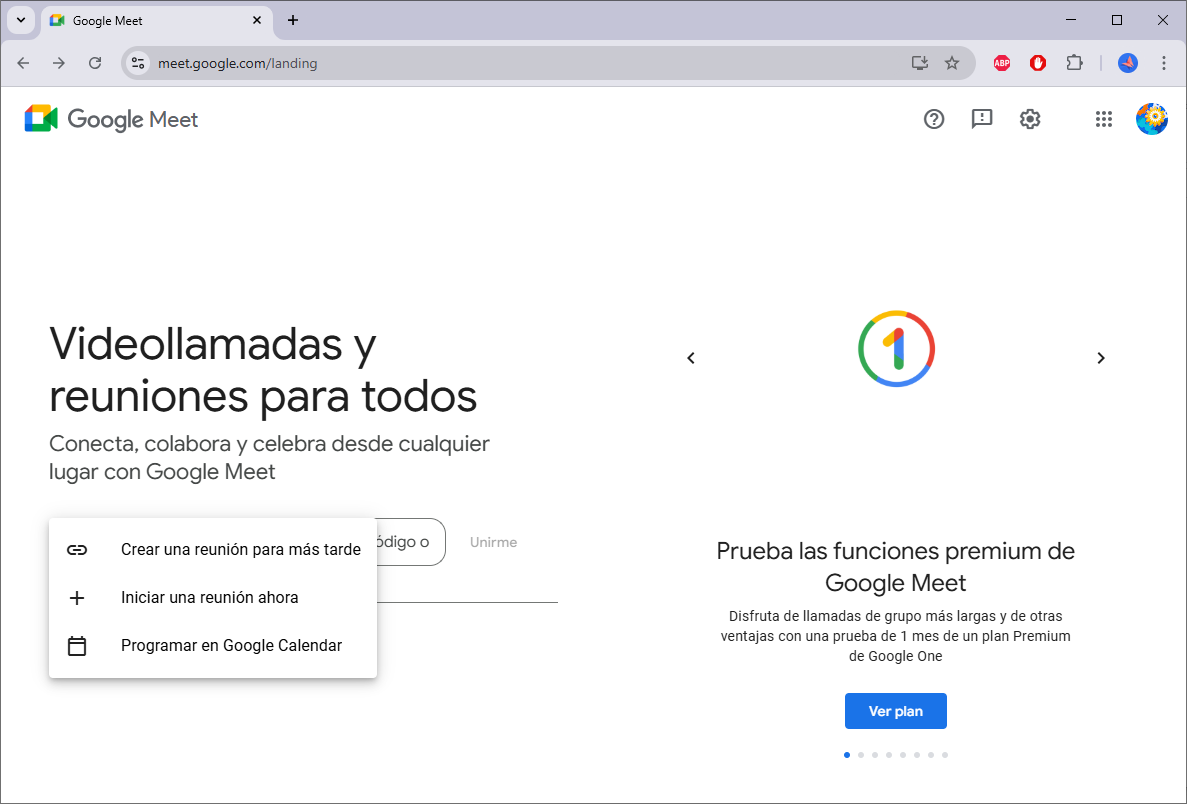 Google Meet
meet.google.com/landing
ABP
Google Meet
Videollamadas y
reuniones para todos
Conecta, colabora y celebra desde cualquier
lugar con Google Meet
Crear una reunión para más tarde
Iniciar una reunión ahora
Programar en Google Calendar
ódigo o
Unirme
1
Prueba las funciones premium de
Google Meet
Disfruta de llamadas de grupo más largas y de otras
ventajas con una prueba de 1 mes de un plan Premium
de Google One
Ver plan